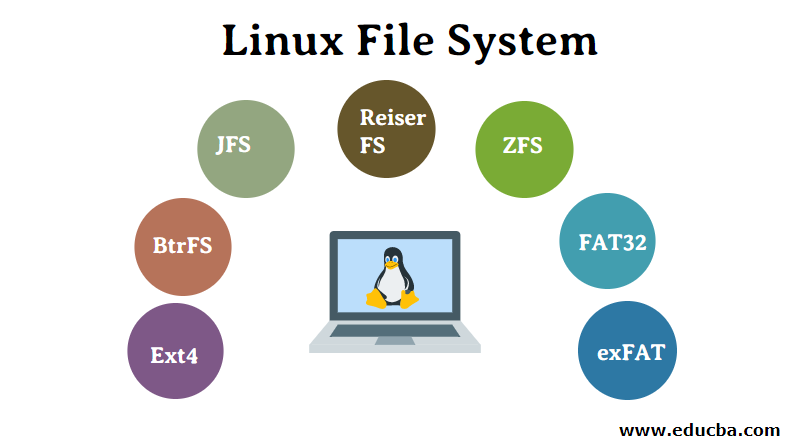 Linux File System
Reiser
FS
JFS
ZFS
BtrFS
FAT32
Ext4
exFAT
www.educba.com